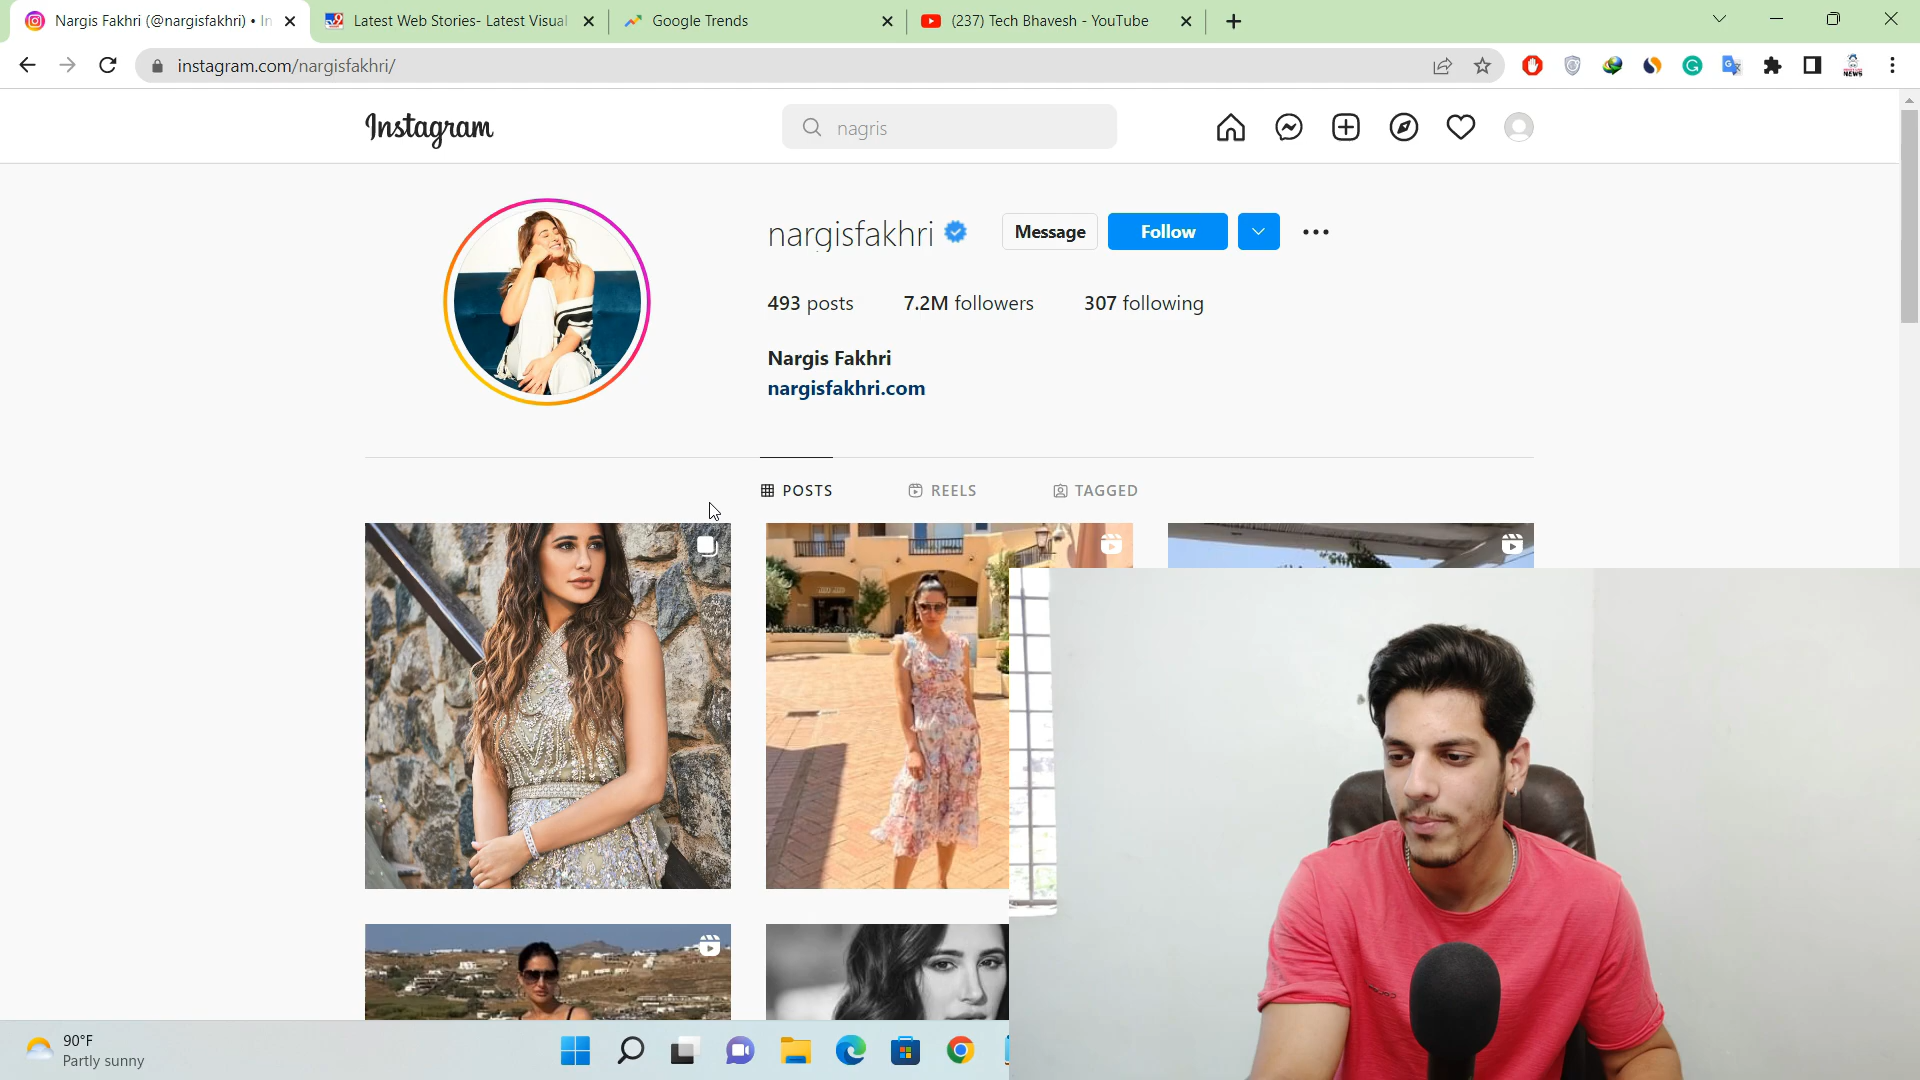 Nargis Fakhri (@nargisfakhri) • In
Latest Web Stories- Latest Visual
Google Trends
(237) Tech Bhavesh - YouTube
instagram.com/nargisfakhri/
NEWS
Instagram
nagris
nargisfakhri
Message
Follow
493 posts
7.2M followers
307 following
Nargis Fakhri
nargisfakhri.com
POSTS
REELS
TAGGED
90°F
Partly sunny